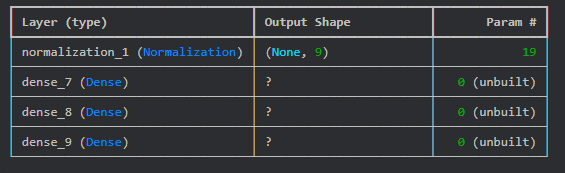 Layer (type) Output Shape Param #
normalization_1 (Normalization) (None, 9) 19
dense_7 (Dense) ? 0 (unbuilt)
dense_8 (Dense) ? 0 (unbuilt)
dense_9 (Dense) ? 0 (unbuilt)